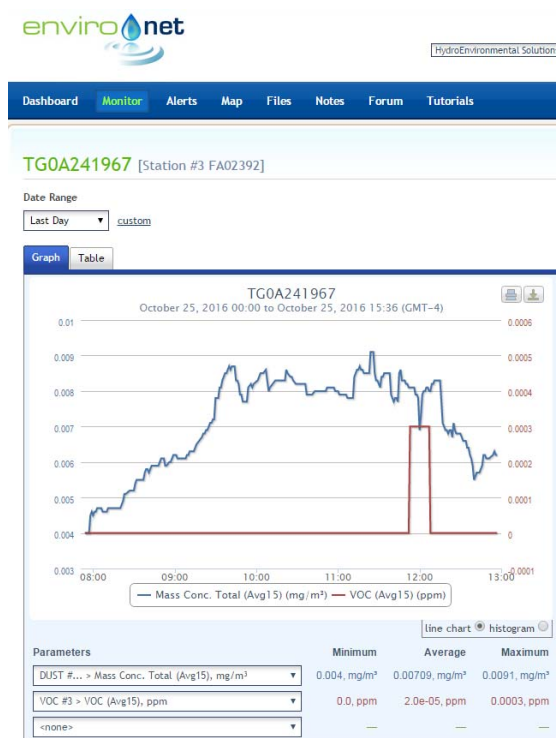 enviro net
HydroEnvironmental Solution
Dashboard Monitor Alerts Map Files Notes Forum Tutorials
TG0A241967 [Station #3 FA02392]
Date Range
Last Day custom
Graph Table
TG0A241967
October 25, 2016 00:00 to October 25, 2016 15:36 (GMT-4)
0.01 0.0006
0.009 0.0005
0.008 0.0004
0.007 0.0003
0.006 0.0002
0.005 0.0001
0.004 0
0.003 -0.0001
08:00 09:00 10:00 11:00 12:00 13:00
Mass Conc. Total (Avg15) (mg/m³) VOC (Avg15) (ppm)
line chart histogram
Parameters Minimum Average Maximum
DUST #... > Mass Conc. Total (Avg15), mg/m³ 0.004, mg/m³ 0.00709, mg/m³ 0.0091, mg/m³
VOC #3 > VOC (Avg15), ppm 0.0, ppm 2.0e-05, ppm 0.0003, ppm
<none> — — —